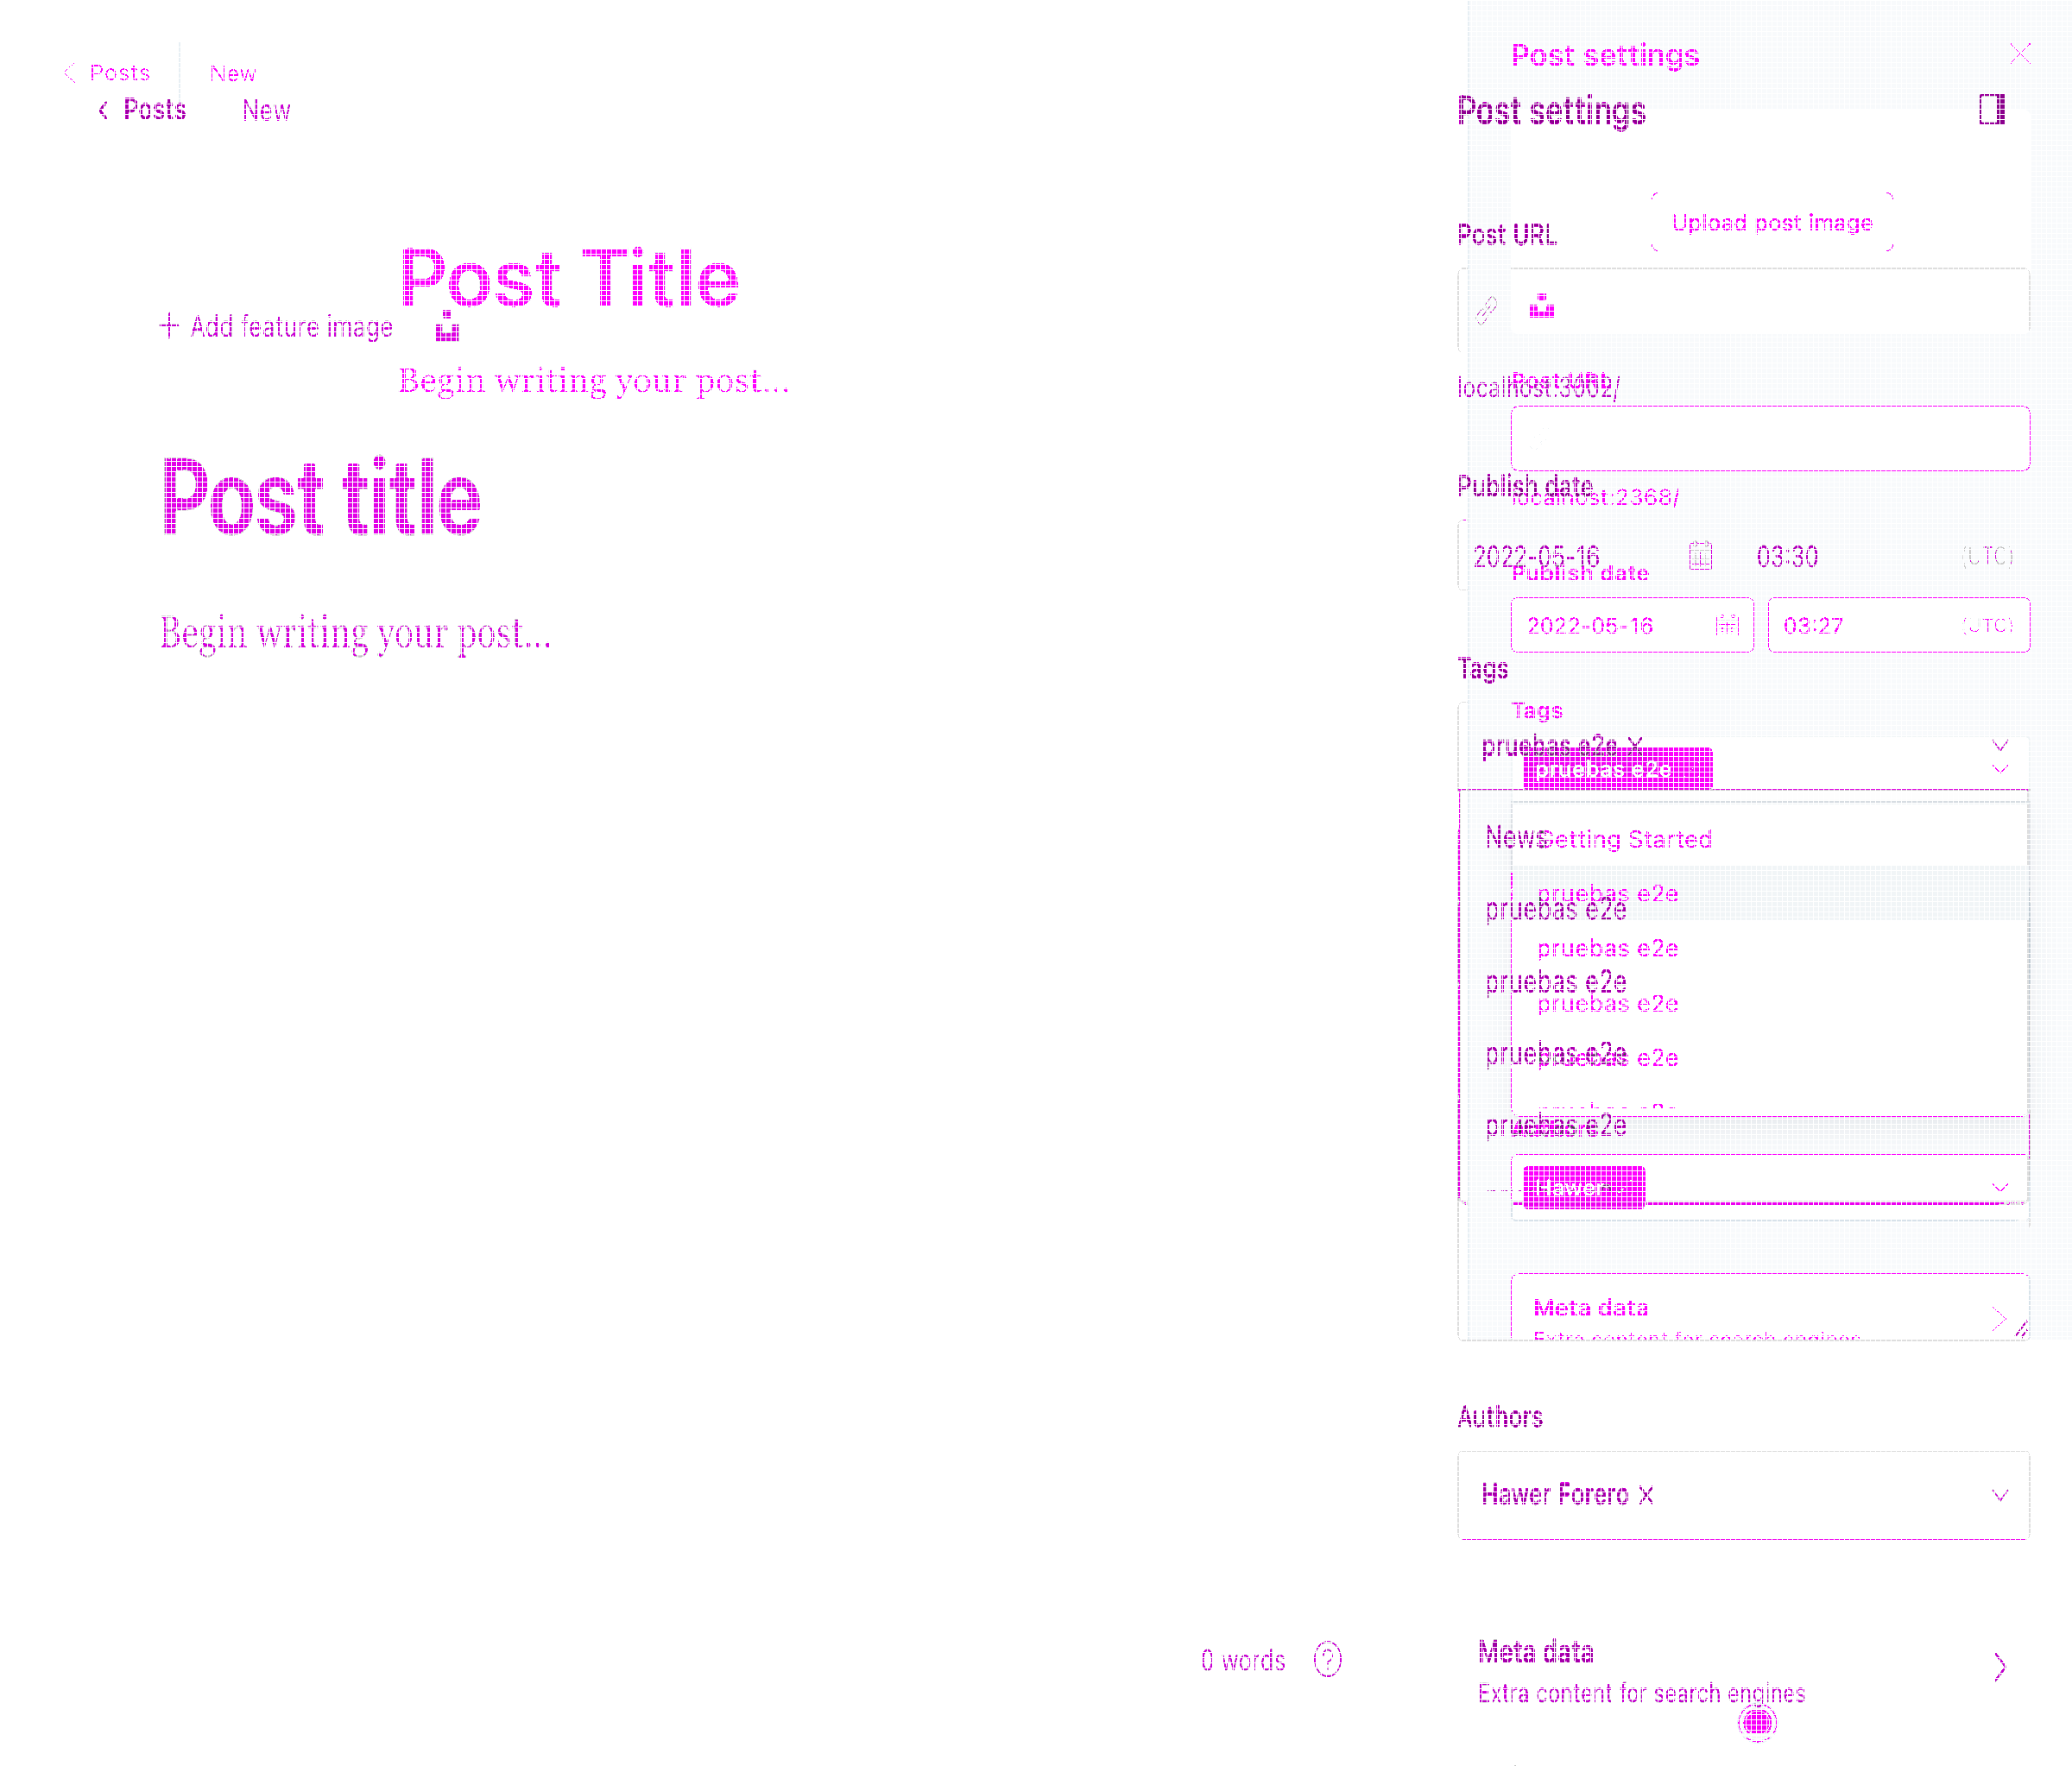 Posts New
Post settings
Posts New
Post settings
Upload post image
Post URL
Post Title
Add feature image
Begin writing your post...
localhost:3002/
Post title
Publish date
localhost:2368/
2022-05-16 03:30 (UTC)
Publish date
2022-05-16 03:27 (UTC)
Begin writing your post...
Tags
Tags
pruebas e2e ×
pruebas e2e
News
Getting Started
pruebas e2e
pruebas e2e
pruebas e2e
pruebas e2e
pruebas e2e
pruebas e2e
pruebas e2e
pruebas e2e
Hawer
Meta data
Extra content for search engines
Authors
Hawer Forero ×
0 words ?
Meta data
Extra content for search engines